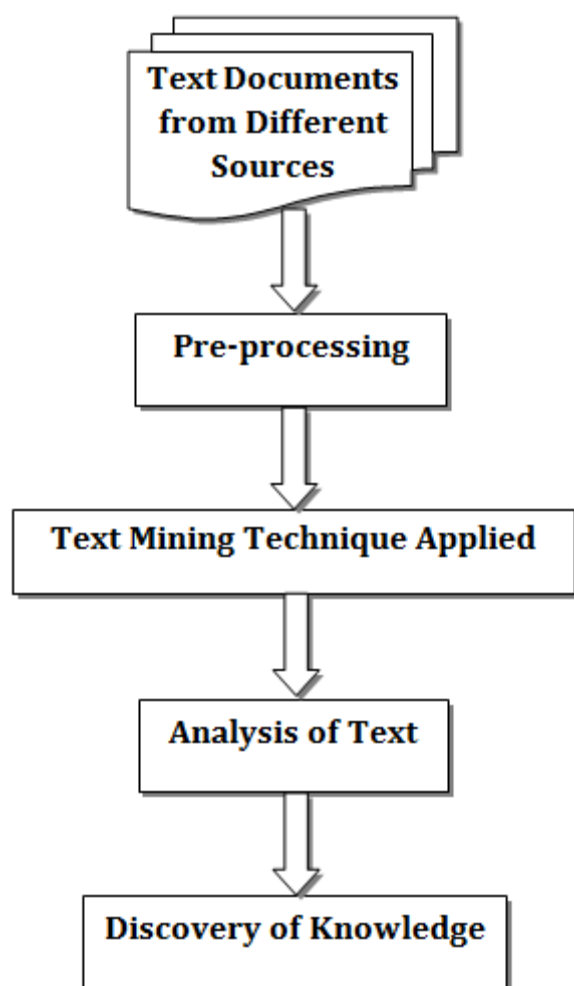 Text Documents
from Different
Sources
Pre-processing
Text Mining Technique Applied
Analysis of Text
Discovery of Knowledge